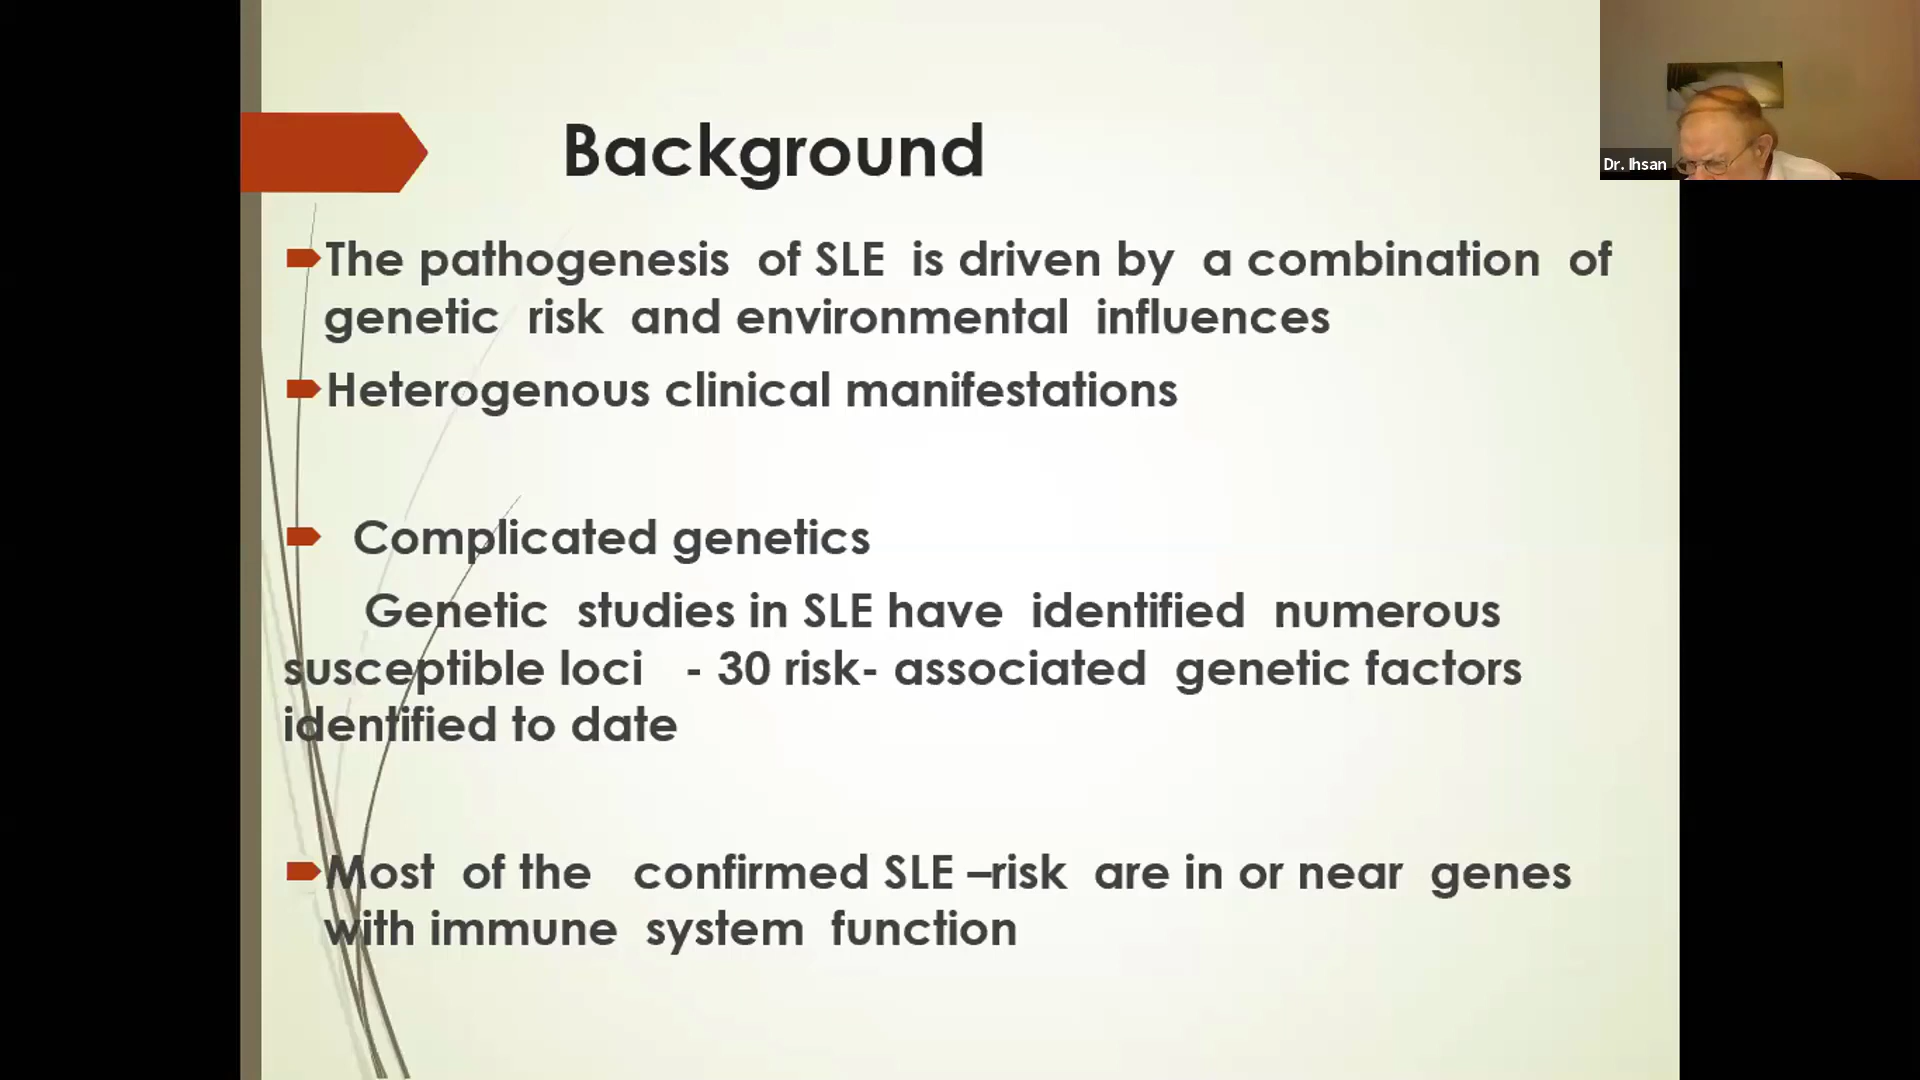 Background
Dr. Ihsan
The pathogenesis of SLE is driven by a combination of
genetic risk and environmental influences
Heterogenous clinical manifestations
Complicated genetics
Genetic studies in SLE have identified numerous
susceptible loci - 30 risk- associated genetic factors
identified to date
Most of the confirmed SLE –risk are in or near genes
with immune system function